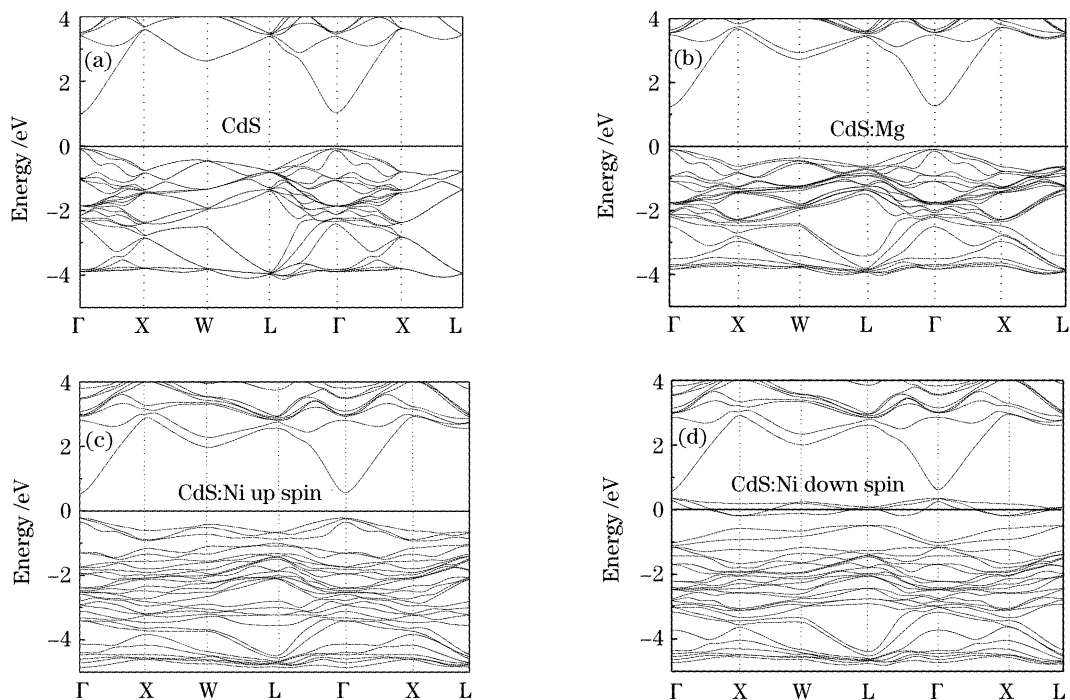 4
(a)
2
CdS
0
Energy /eV
−2
−4
Γ X W L Γ X L
4
(b)
2
CdS:Mg
0
Energy /eV
−2
−4
Γ X W L Γ X L
4
(c)
2
CdS:Ni up spin
0
Energy /eV
−2
−4
Γ X W L Γ X L
4
(d)
2
CdS:Ni down spin
0
Energy /eV
−2
−4
Γ X W L Γ X L